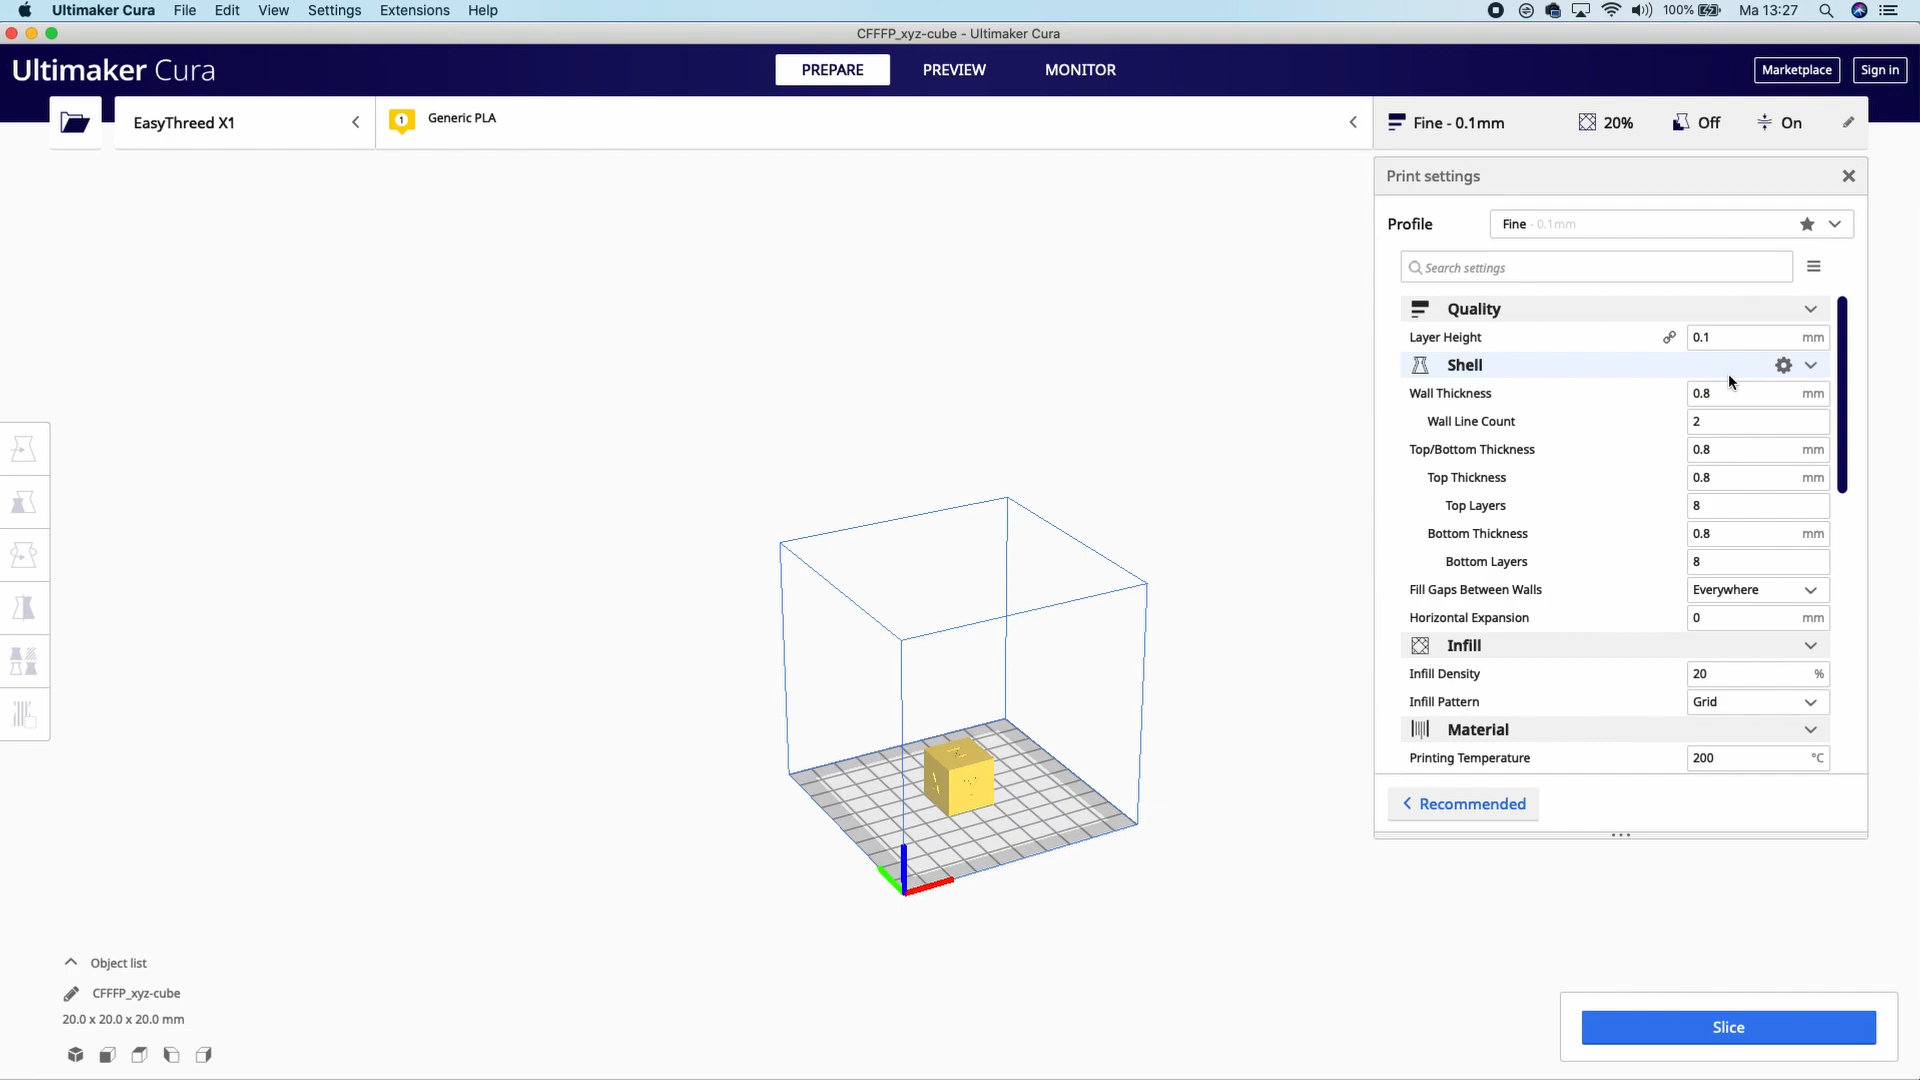 Ultimaker Cura File Edit View Settings Extensions Help 100% Ma 13:27
CFFFP_xyz-cube - Ultimaker Cura
Ultimaker Cura PREPARE PREVIEW MONITOR Marketplace Sign in
EasyThreed X1 1 Generic PLA Fine - 0.1mm 20% Off On
Print settings
Profile Fine - 0.1mm
Search settings
Quality
Layer Height 0.1 mm
Shell
Wall Thickness 0.8 mm
Wall Line Count 2
Top/Bottom Thickness 0.8 mm
Top Thickness 0.8 mm
Top Layers 8
Bottom Thickness 0.8 mm
Bottom Layers 8
Fill Gaps Between Walls Everywhere
Horizontal Expansion 0 mm
Infill
Infill Density 20 %
Infill Pattern Grid
Material
Printing Temperature 200 °C
Recommended
Object list
CFFFP_xyz-cube
20.0 x 20.0 x 20.0 mm
Slice